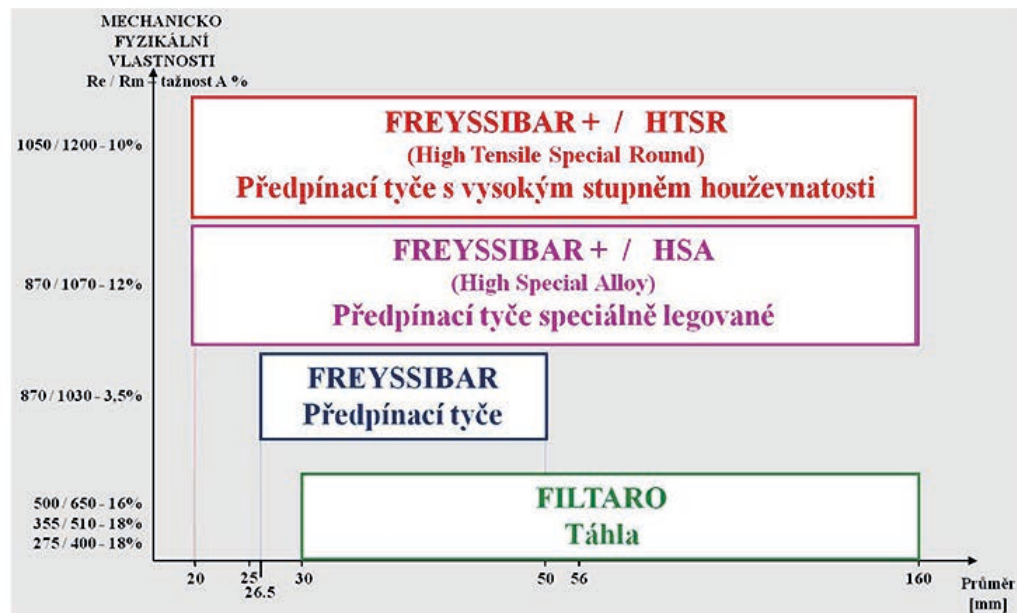 MECHANICKO
FYZIKÁLNÍ
VLASTNOSTI
Re / Rm – tažnost A %
1050 / 1200 - 10%
FREYSSIBAR + / HTSR
(High Tensile Special Round)
Předpínací tyče s vysokým stupněm houževnatosti
870 / 1070 - 12%
FREYSSIBAR + / HSA
(High Special Alloy)
Předpínací tyče speciálně legované
870 / 1030 - 3,5%
FREYSSIBAR
Předpínací tyče
500 / 650 - 16%
355 / 510 - 18%
275 / 400 - 18%
FILTARO
Táhla
20 25 26.5 30 50 56 160
Průměr
[mm]